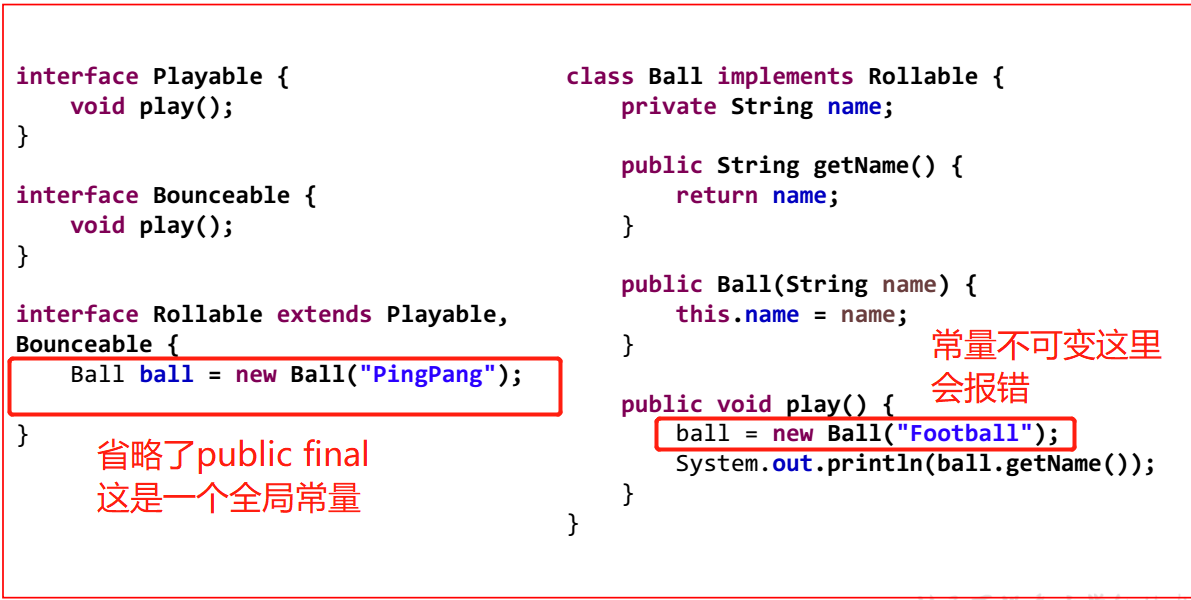 interface Playable {
    void play();
}
interface Bounceable {
    void play();
}
interface Rollable extends Playable,
Bounceable {
    Ball ball = new Ball("PingPang");
}
省略了public final
这是一个全局常量
class Ball implements Rollable {
    private String name;
    public String getName() {
        return name;
    }
    public Ball(String name) {
        this.name = name;
    }
常量不可变这里
会报错
    public void play() {
        ball = new Ball("Football");
        System.out.println(ball.getName());
    }
}